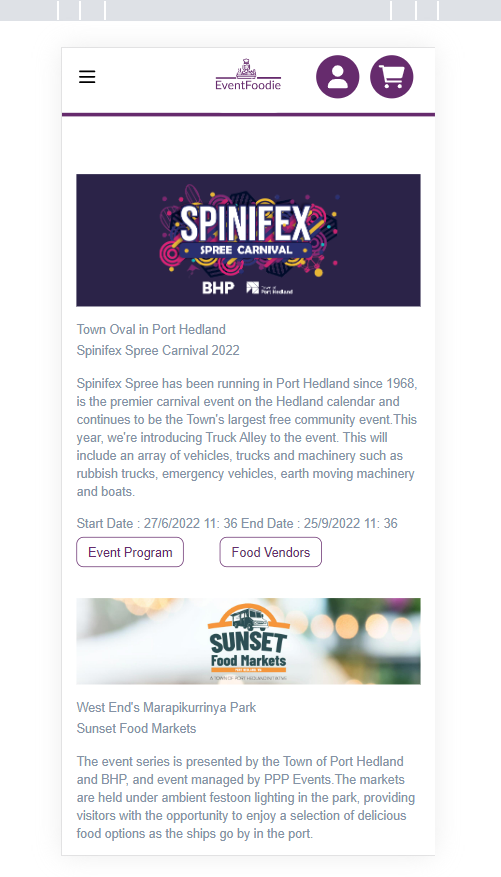 EventFoodie
SPINIFEX
SPREE CARNIVAL
BHP
Town of
Port Hedland
Town Oval in Port Hedland
Spinifex Spree Carnival 2022
Spinifex Spree has been running in Port Hedland since 1968,
is the premier carnival event on the Hedland calendar and
continues to be the Town's largest free community event.This
year, we're introducing Truck Alley to the event. This will
include an array of vehicles, trucks and machinery such as
rubbish trucks, emergency vehicles, earth moving machinery
and boats.
Start Date : 27/6/2022 11: 36 End Date : 25/9/2022 11: 36
Event Program Food Vendors
SUNSET
Food Markets
A TOWN OF PORT HEDLAND INITIATIVE
West End's Marapikurrinya Park
Sunset Food Markets
The event series is presented by the Town of Port Hedland
and BHP, and event managed by PPP Events.The markets
are held under ambient festoon lighting in the park, providing
visitors with the opportunity to enjoy a selection of delicious
food options as the ships go by in the port.